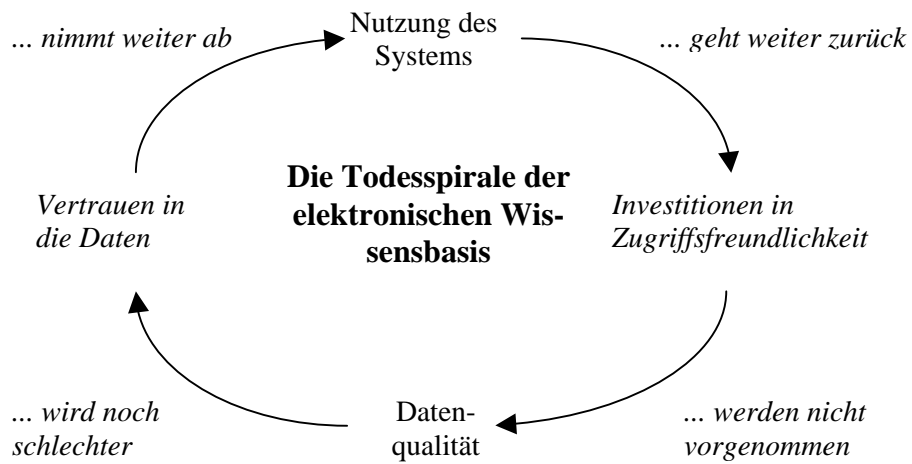 Nutzung des
Systems
... geht weiter zurück
Investitionen in
Zugriffsfreundlichkeit
... werden nicht
vorgenommen
Daten-
qualität
... wird noch
schlechter
Vertrauen in
die Daten
... nimmt weiter ab
Die Todesspirale der
elektronischen Wis-
sensbasis